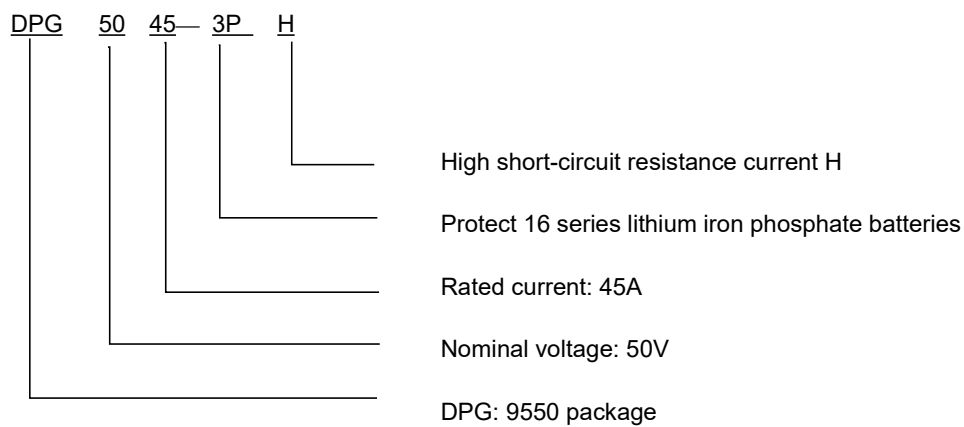 DPG 50 45— 3P H
High short-circuit resistance current H
Protect 16 series lithium iron phosphate batteries
Rated current: 45A
Nominal voltage: 50V
DPG: 9550 package